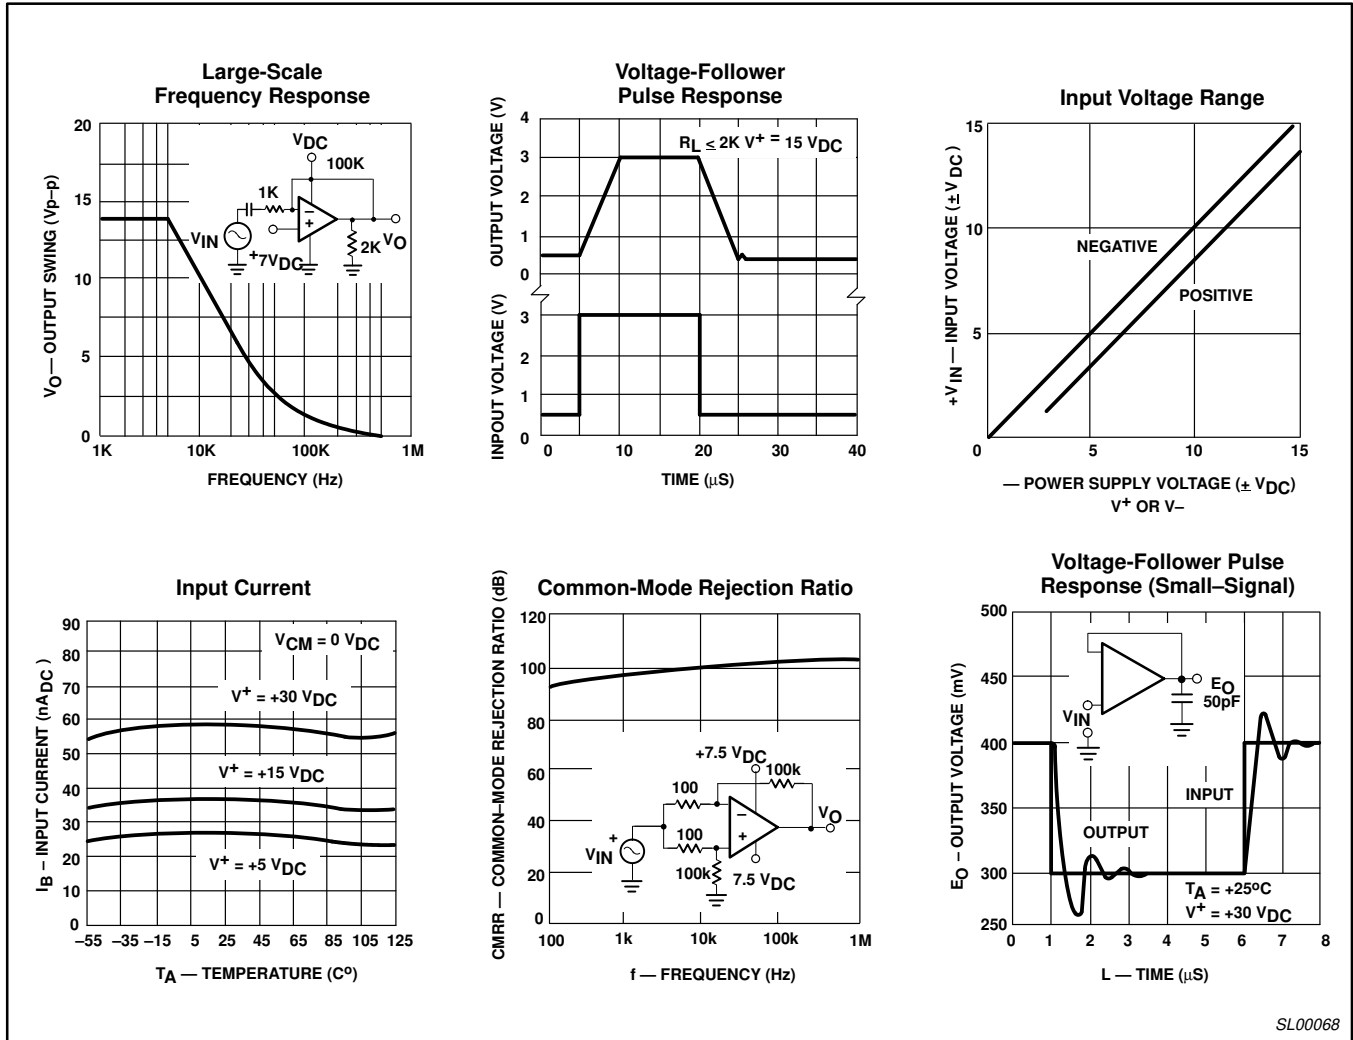 Large-Scale
Frequency Response
VO — OUTPUT SWING (Vp–p)
20
15
10
5
0
1K 10K 100K 1M
FREQUENCY (Hz)
VDC
100K
1K
–
+
VIN
+7VDC
2K
VO
Voltage-Follower
Pulse Response
OUTPUT VOLTAGE (V)
4
3
2
1
0
RL ≤ 2K V+ = 15 VDC
INPOUT VOLTAGE (V)
3
2
1
0
0 10 20 30 40
TIME (μS)
Input Voltage Range
+VIN — INPUT VOLTAGE (± VDC)
15
10
5
0 5 10 15
NEGATIVE
POSITIVE
— POWER SUPPLY VOLTAGE (± VDC)
V+ OR V–
Input Current
IB – INPUT CURRENT (nADC)
90
80
70
60
50
40
30
20
10
0
VCM = 0 VDC
V+ = +30 VDC
V+ = +15 VDC
V+ = +5 VDC
–55 –35 –15 5 25 45 65 85 105 125
TA — TEMPERATURE (Cº)
Common-Mode Rejection Ratio
CMRR — COMMON–MODE REJECTION RATIO (dB)
120
100
80
60
40
20
0
+7.5 VDC
100k
100
–
VO
+
100
+
VIN
100k
7.5 VDC
100 1k 10k 100k 1M
f — FREQUENCY (Hz)
Voltage-Follower Pulse
Response (Small–Signal)
EO – OUTPUT VOLTAGE (mV)
500
450
400
350
300
250
EO
50pF
VIN
INPUT
OUTPUT
TA = +25ºC
V+ = +30 VDC
0 1 2 3 4 5 6 7 8
L — TIME (μS)
SL00068